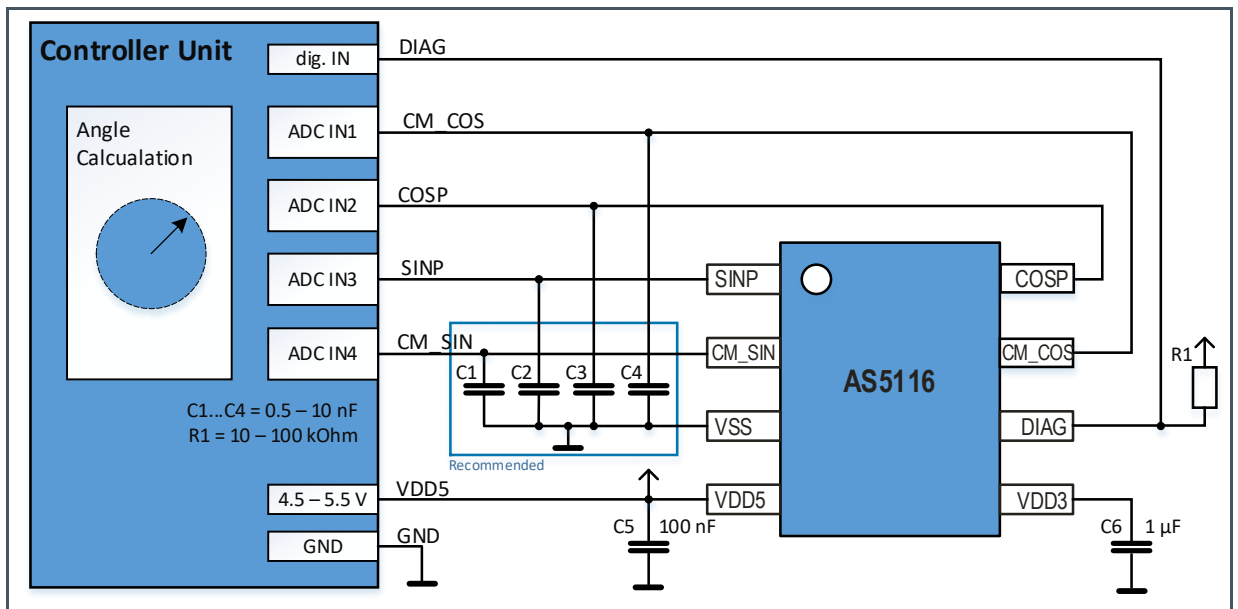 Controller Unit
dig. IN
DIAG
Angle
Calcualation
ADC IN1
CM_COS
ADC IN2
COSP
ADC IN3
SINP
SINP
COSP
ADC IN4
CM_SIN
CM_SIN
CM_COS
R1
C1
C2
C3
C4
AS5116
C1...C4 = 0.5 – 10 nF
R1 = 10 – 100 kOhm
VSS
DIAG
Recommended
4.5 – 5.5 V
VDD5
VDD5
VDD3
C5
100 nF
C6
1 µF
GND
GND